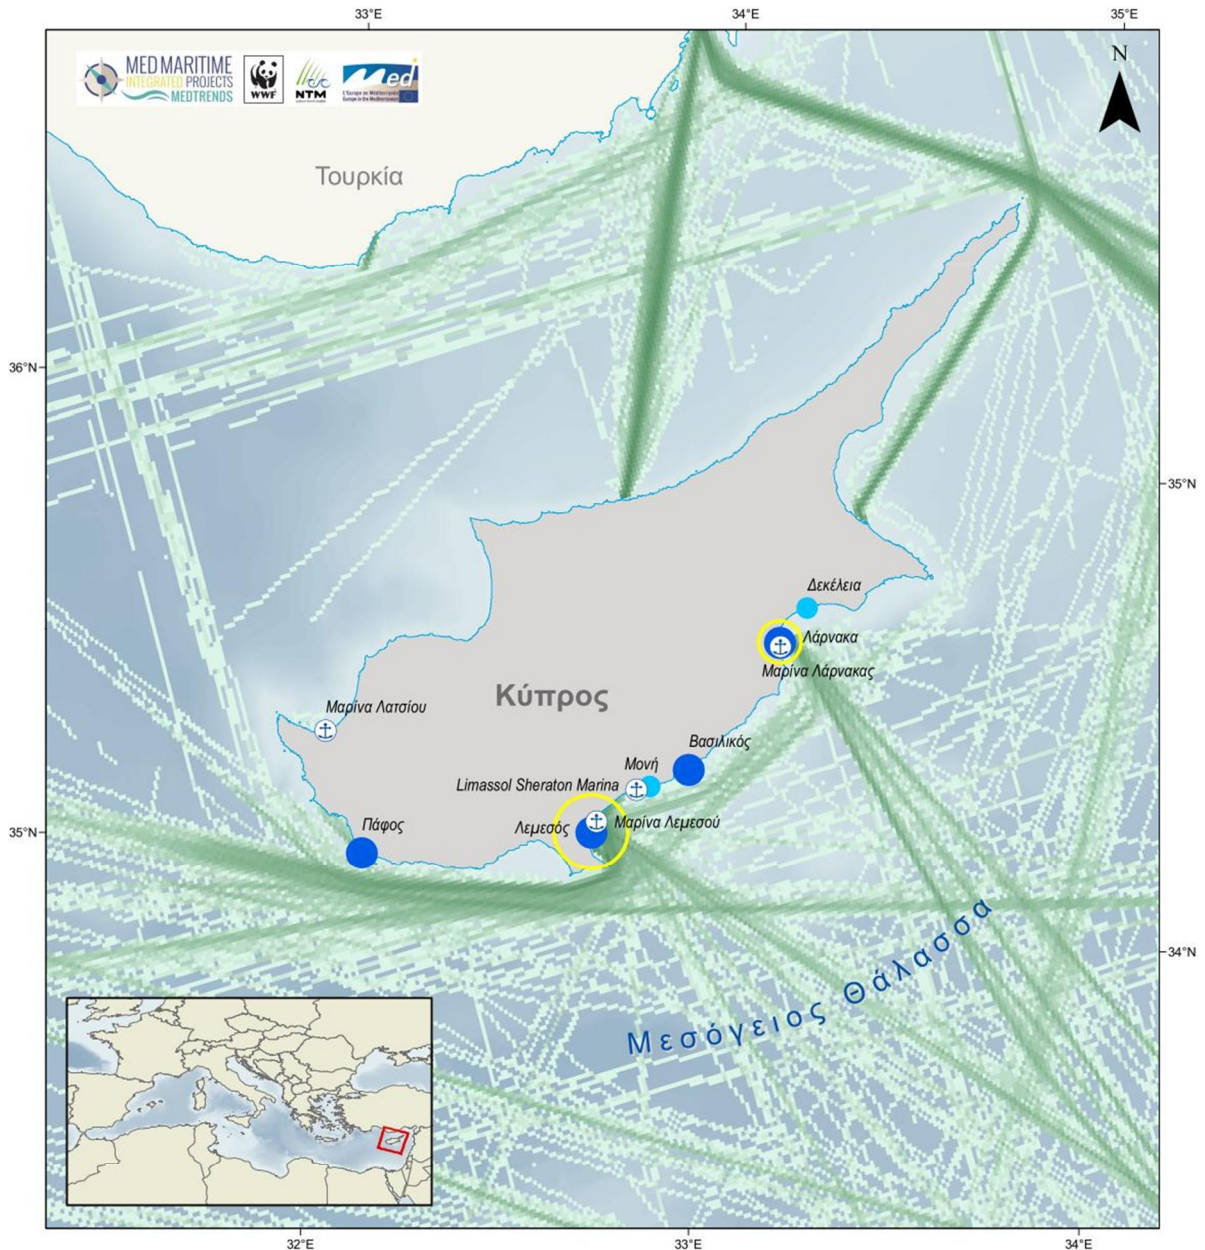 33°E
34°E
35°E
MED MARITIME
INTEGRATED PROJECTS
MEDTRENDS
WWF
NTM
Med
L'Europe en Méditerranée
Europe in the Mediterranean
N
Τουρκία
36°N
35°N
Δεκέλεια
Λάρνακα
Μαρίνα Λάρνακας
Κύπρος
Μαρίνα Λατσίου
Βασιλικός
Μονή
Limassol Sheraton Marina
Πάφος
Λεμεσός
Μαρίνα Λεμεσού
35°N
34°N
Μεσόγειος Θάλασσα
32°E
33°E
34°E